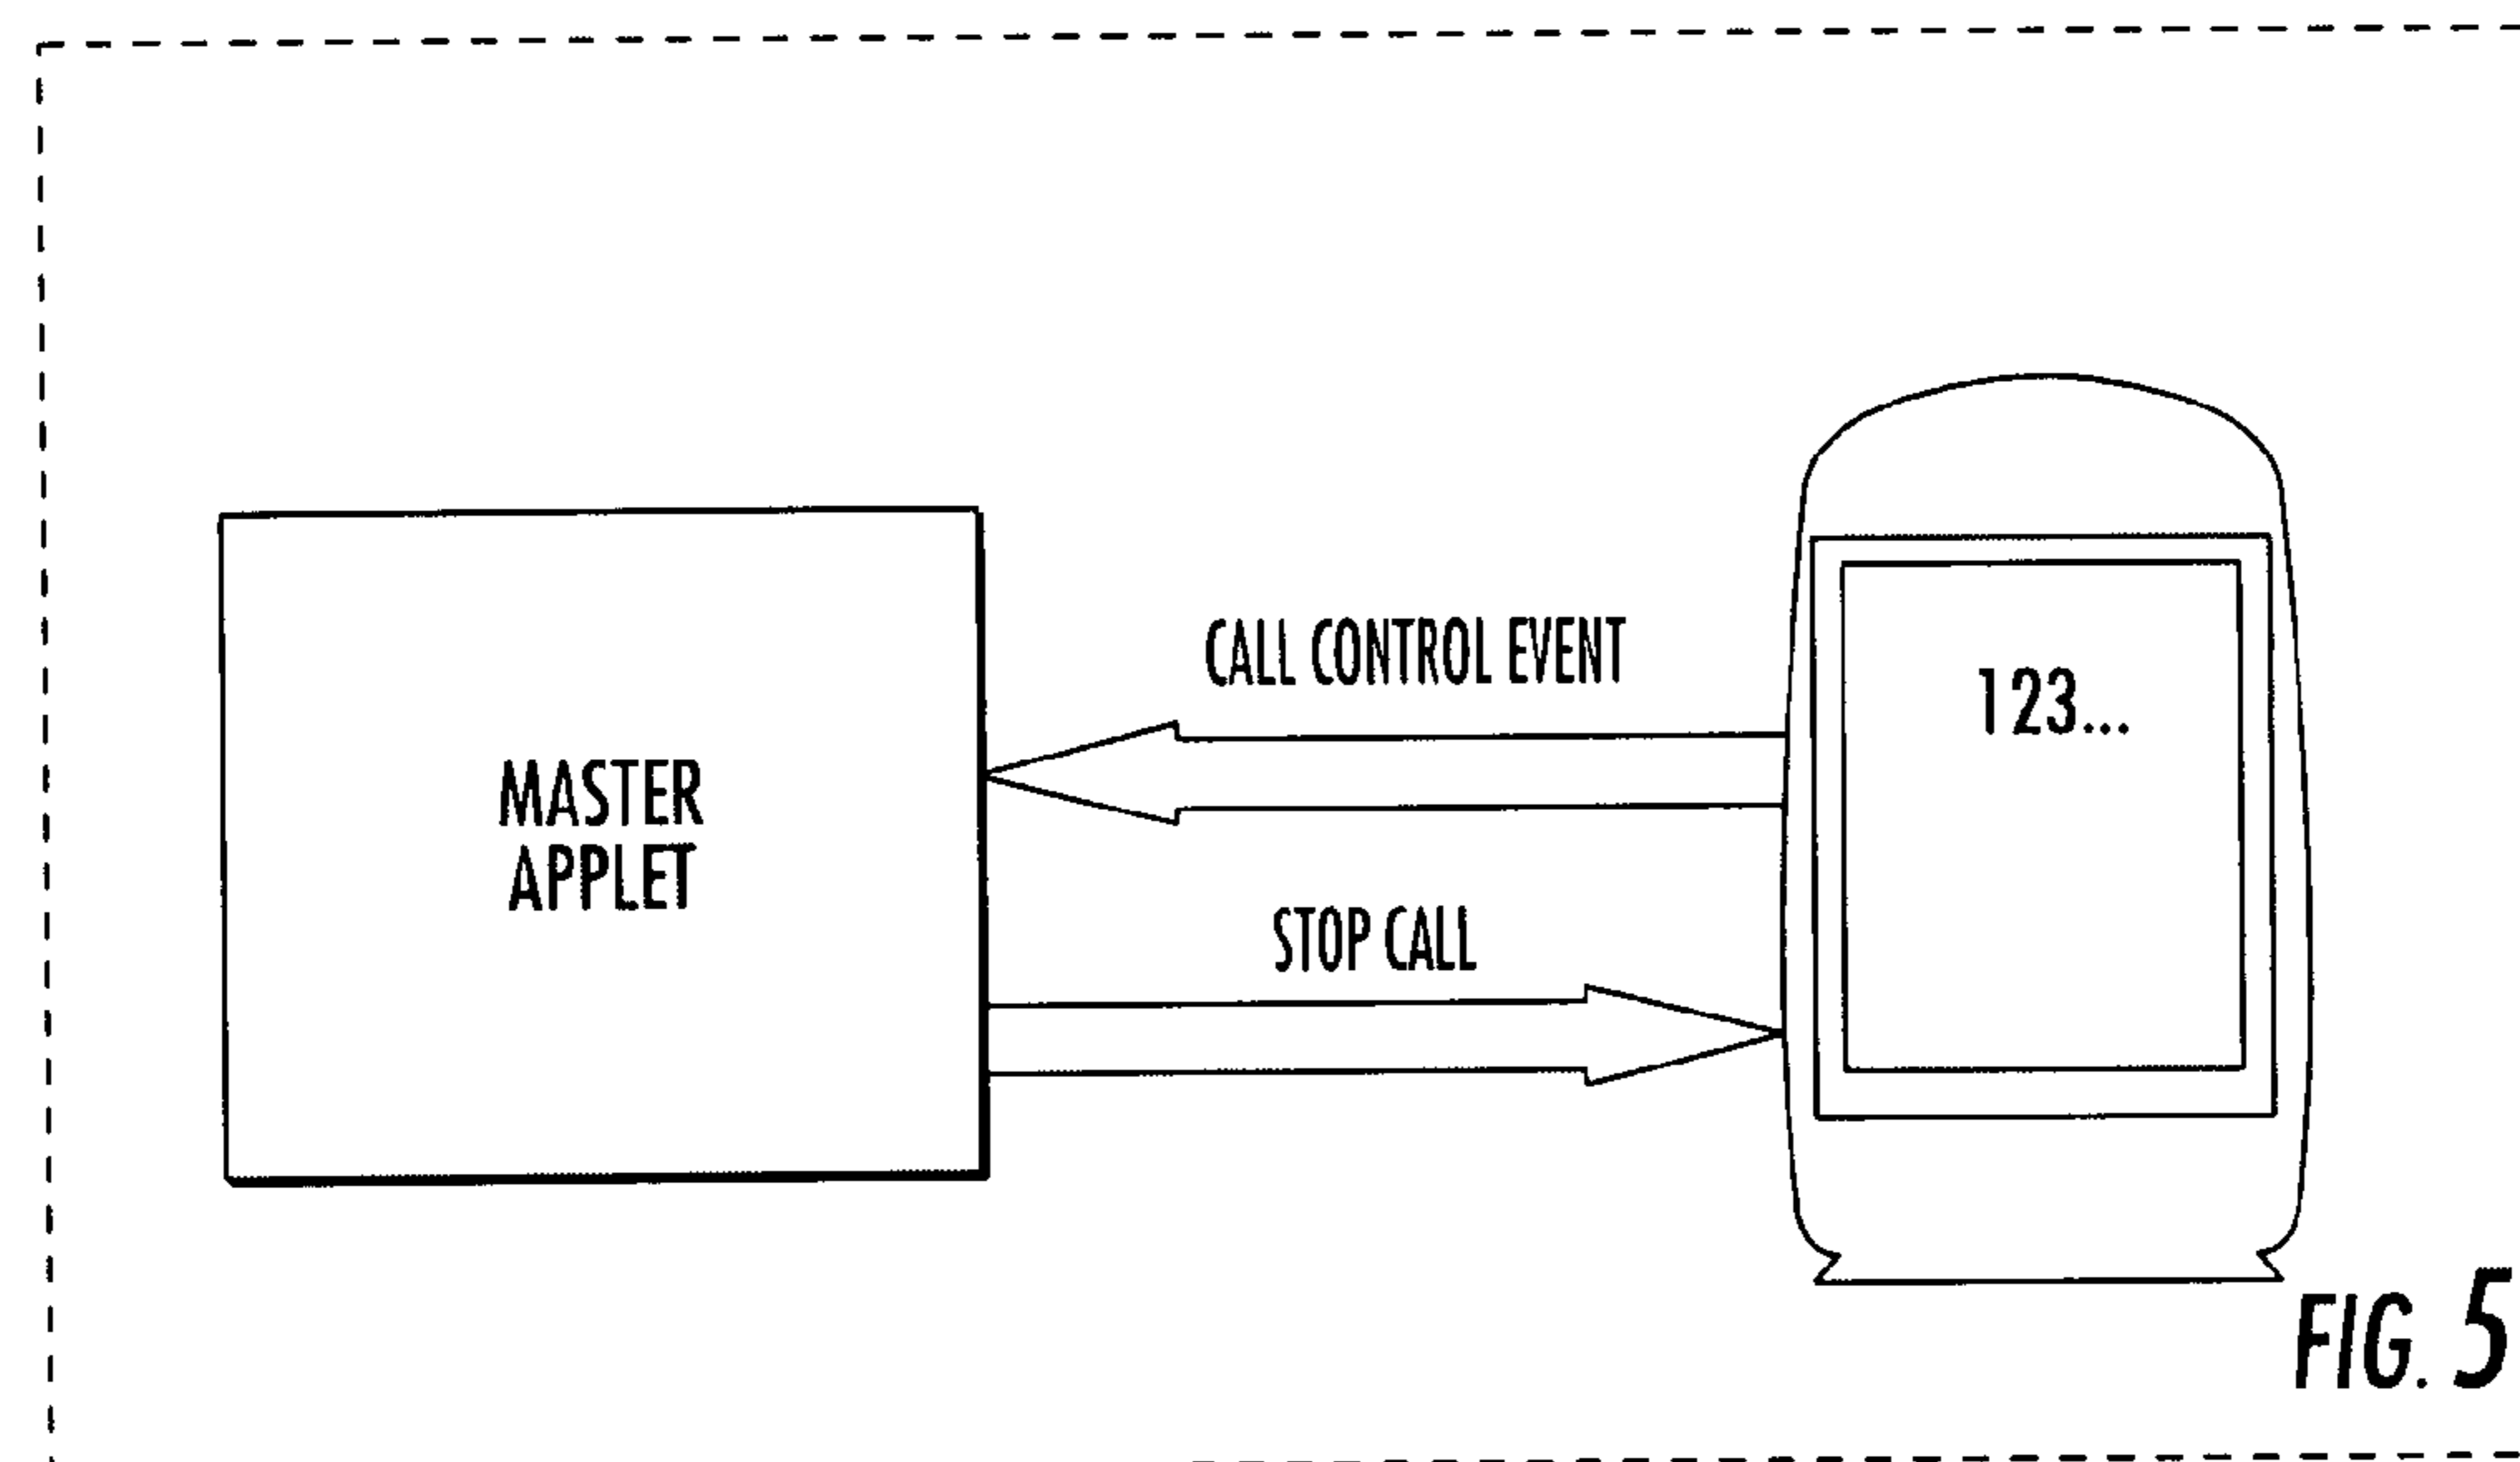 CALL CONTROL EVENT
123...
MASTER
APPLET
STOP CALL
FIG. 5